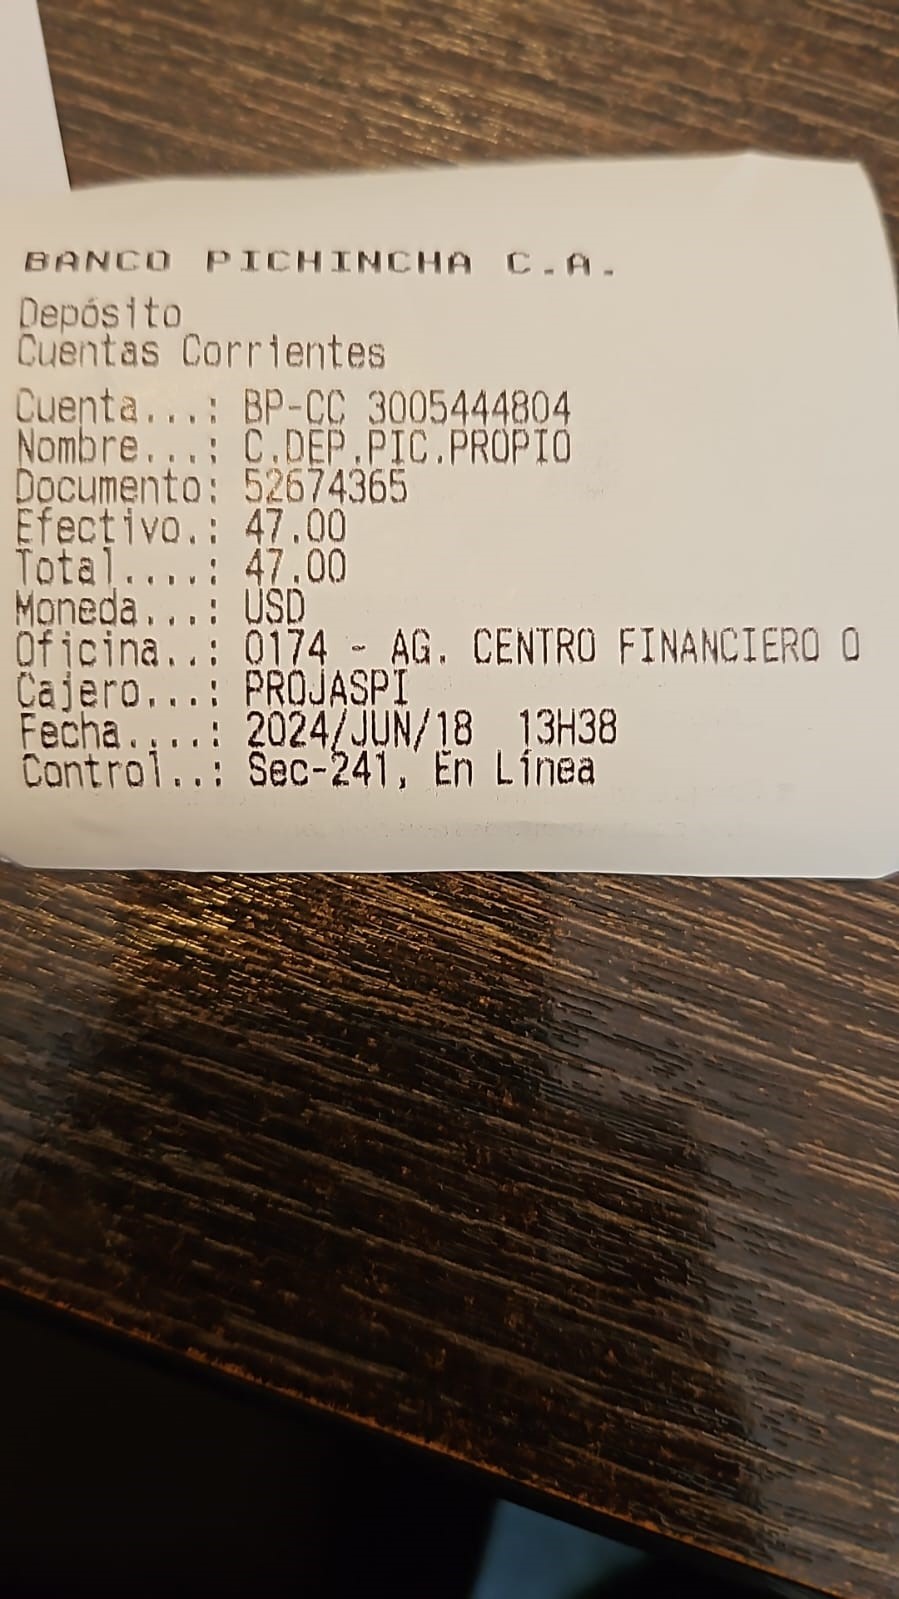 BANCO PICHINCHA C.A.
Depósito
Cuentas Corrientes
Cuenta...: BP-CC 3005444804
Nombre...: C.DEP.PIC.PROPIO
Documento: 52674365
Efectivo.: 47.00
Total....: 47.00
Moneda...: USD
Oficina..: 0174 - AG. CENTRO FINANCIERO O
Cajero...: PROJASPI
Fecha....: 2024/JUN/18  13H38
Control..: Sec-241, En Línea